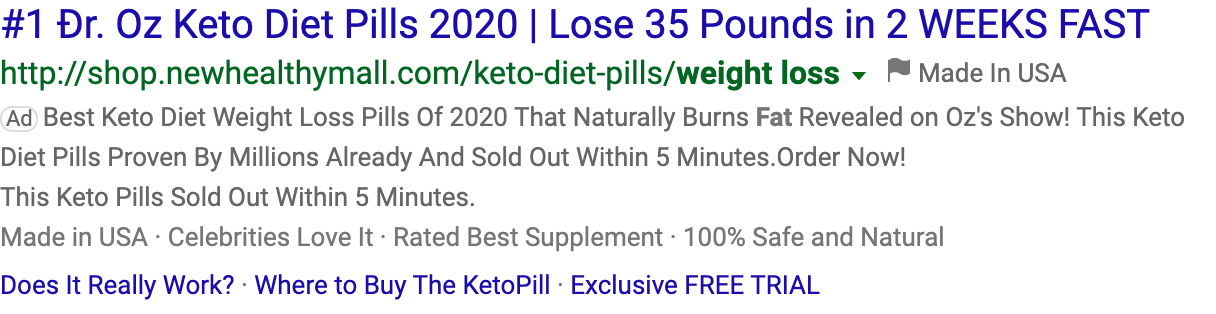 #1 Đr. Oz Keto Diet Pills 2020 | Lose 35 Pounds in 2 WEEKS FAST
http://shop.newhealthymall.com/keto-diet-pills/weight loss Made In USA
Ad Best Keto Diet Weight Loss Pills Of 2020 That Naturally Burns Fat Revealed on Oz's Show! This Keto
Diet Pills Proven By Millions Already And Sold Out Within 5 Minutes.Order Now!
This Keto Pills Sold Out Within 5 Minutes.
Made in USA · Celebrities Love It · Rated Best Supplement · 100% Safe and Natural
Does It Really Work? · Where to Buy The KetoPill · Exclusive FREE TRIAL